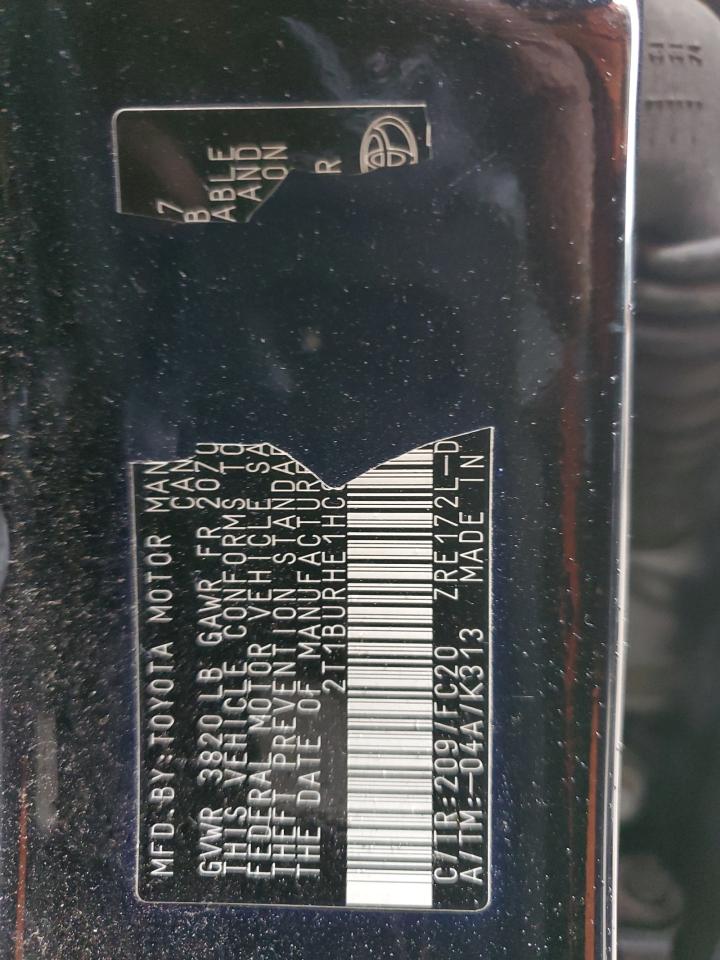 MFD.BY:TOYOTA MOTOR MAN
CAN 7
GVWR 3820 LB GAWR FR 207 B
THIS VEHICLE CONFORMS TO ABLE
FEDERAL MOTOR VEHICLE SA AND
THEFT PREVENTION STANDA ON
THE DATE OF MANUFACTURE
2T1BURHE1HC R
C/TR:209/FC20 ZRE172L-D
A/TM:-04A/K313 MADE IN